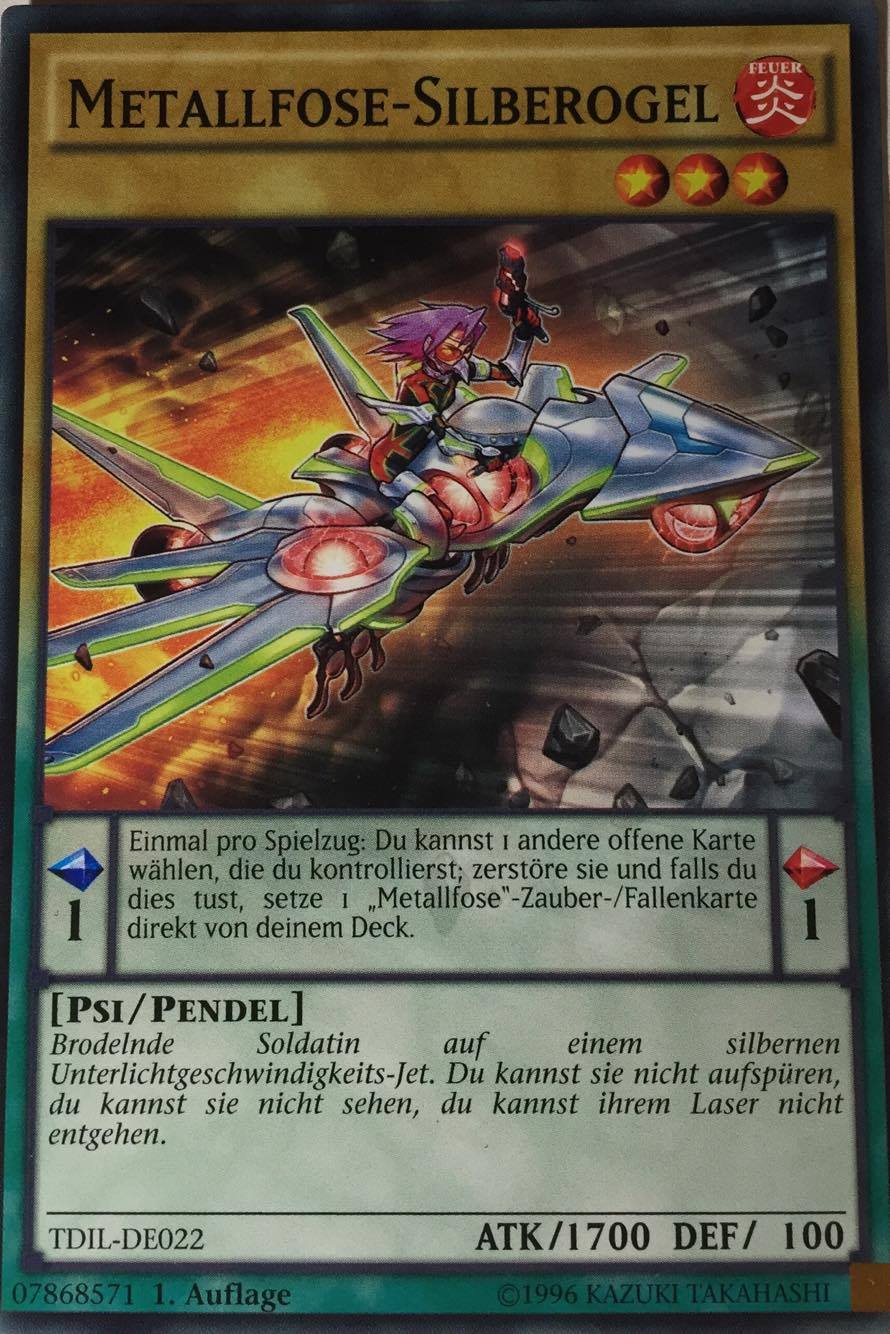 METALLFOSE-SILBEROGEL
FEUER
炎
Einmal pro Spielzug: Du kannst 1 andere offene Karte
wählen, die du kontrollierst; zerstöre sie und falls du
dies tust, setze 1 „Metallfose"-Zauber-/Fallenkarte
direkt von deinem Deck.
1
1
[PSI/PENDEL]
Brodelnde Soldatin auf einem silbernen
Unterlichtgeschwindigkeits-Jet. Du kannst sie nicht aufspüren,
du kannst sie nicht sehen, du kannst ihrem Laser nicht
entgehen.
TDIL-DE022
ATK/1700 DEF/ 100
07868571 1. Auflage
©1996 KAZUKI TAKAHASHI